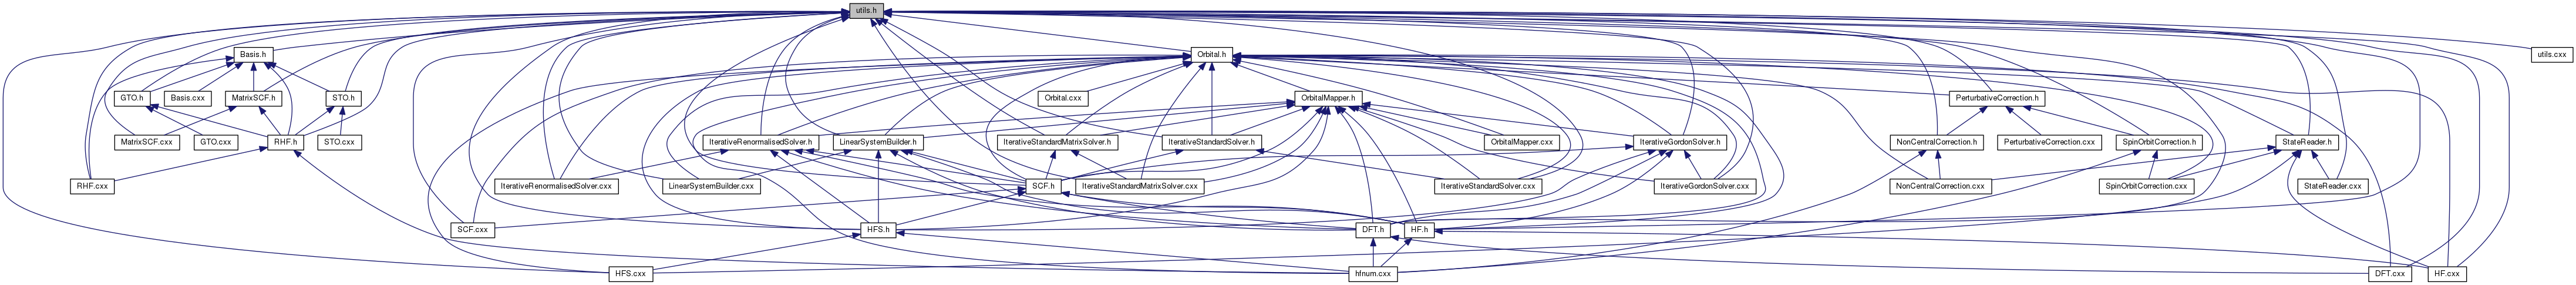 utils.h
Basis.h
Orbital.h
utils.cxx
GTO.h
Basis.cxx
MatrixSCF.h
STO.h
Orbital.cxx
OrbitalMapper.h
PerturbativeCorrection.h
MatrixSCF.cxx
GTO.cxx
RHF.h
STO.cxx
IterativeRenormalisedSolver.h
LinearSystemBuilder.h
IterativeStandardMatrixSolver.h
IterativeStandardSolver.h
OrbitalMapper.cxx
IterativeGordonSolver.h
NonCentralCorrection.h
PerturbativeCorrection.cxx
SpinOrbitCorrection.h
StateReader.h
RHF.cxx
IterativeRenormalisedSolver.cxx
LinearSystemBuilder.cxx
SCF.h
IterativeStandardMatrixSolver.cxx
IterativeStandardSolver.cxx
IterativeGordonSolver.cxx
NonCentralCorrection.cxx
SpinOrbitCorrection.cxx
StateReader.cxx
SCF.cxx
HFS.h
DFT.h
HF.h
HFS.cxx
hfnum.cxx
DFT.cxx
HF.cxx